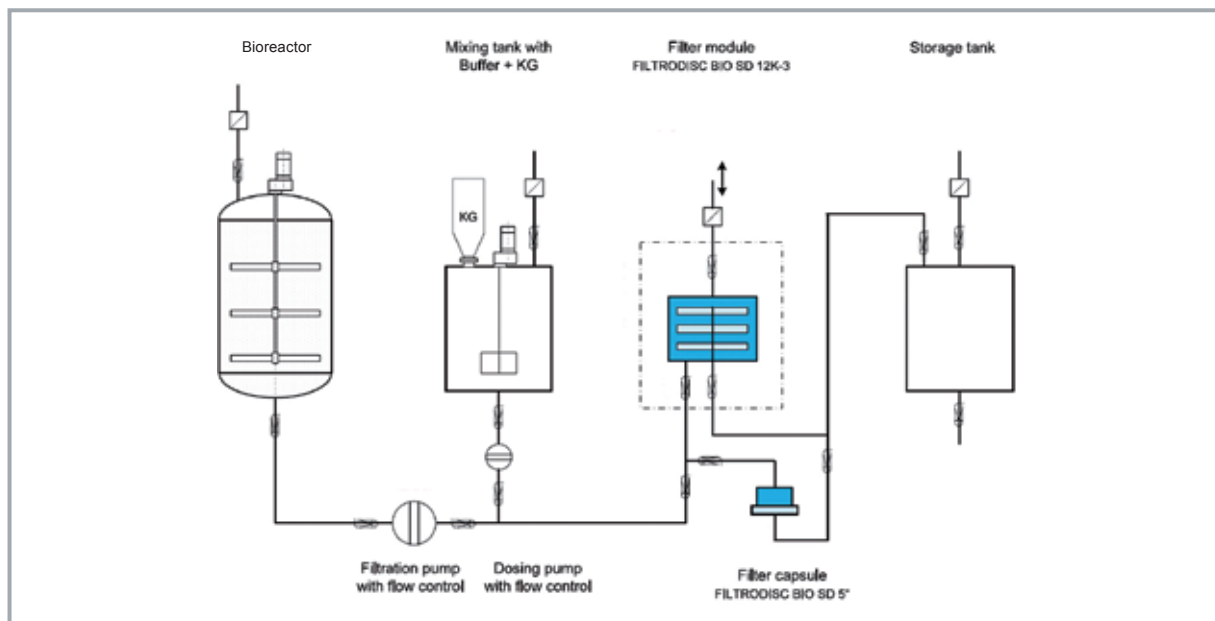 Bioreactor
Mixing tank with
Buffer + KG
Filter module
FILTRODISC BIO SD 12K-3
Storage tank
KG
Filtration pump
with flow control
Dosing pump
with flow control
Filter capsule
FILTRODISC BIO SD 5"